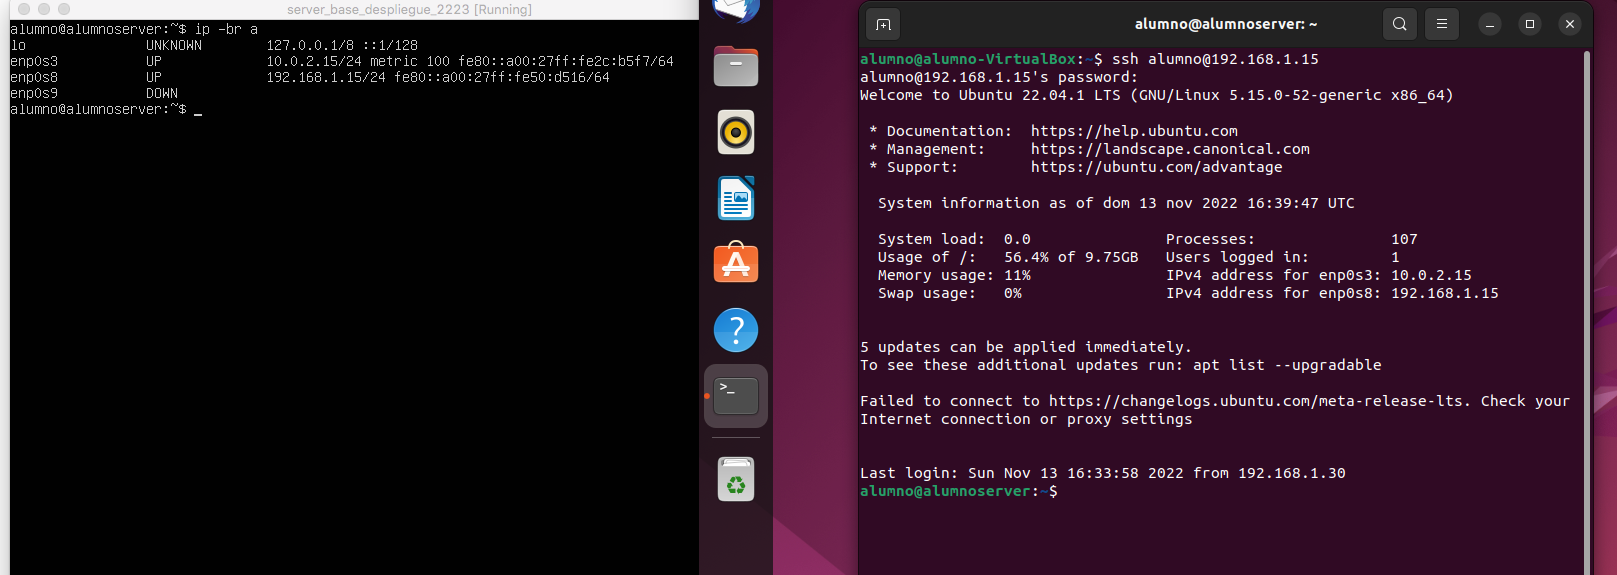 server_base_despliegue_2223 [Running]
alumno@alumnoserver:~$ ip -br a
lo               UNKNOWN        127.0.0.1/8 ::1/128
enp0s3           UP             10.0.2.15/24 metric 100 fe80::a00:27ff:fe2c:b5f7/64
enp0s8           UP             192.168.1.15/24 fe80::a00:27ff:fe50:d516/64
enp0s9           DOWN
alumno@alumnoserver:~$ _
alumno@alumnoserver: ~
alumno@alumno-VirtualBox:~$ ssh alumno@192.168.1.15
alumno@192.168.1.15's password:
Welcome to Ubuntu 22.04.1 LTS (GNU/Linux 5.15.0-52-generic x86_64)
* Documentation:  https://help.ubuntu.com
* Management:     https://landscape.canonical.com
* Support:        https://ubuntu.com/advantage
System information as of dom 13 nov 2022 16:39:47 UTC
System load:  0.0               Processes:               107
Usage of /:   56.4% of 9.75GB   Users logged in:         1
Memory usage: 11%               IPv4 address for enp0s3: 10.0.2.15
Swap usage:   0%                IPv4 address for enp0s8: 192.168.1.15
5 updates can be applied immediately.
To see these additional updates run: apt list --upgradable
Failed to connect to https://changelogs.ubuntu.com/meta-release-lts. Check your
Internet connection or proxy settings
Last login: Sun Nov 13 16:33:58 2022 from 192.168.1.30
alumno@alumnoserver:~$